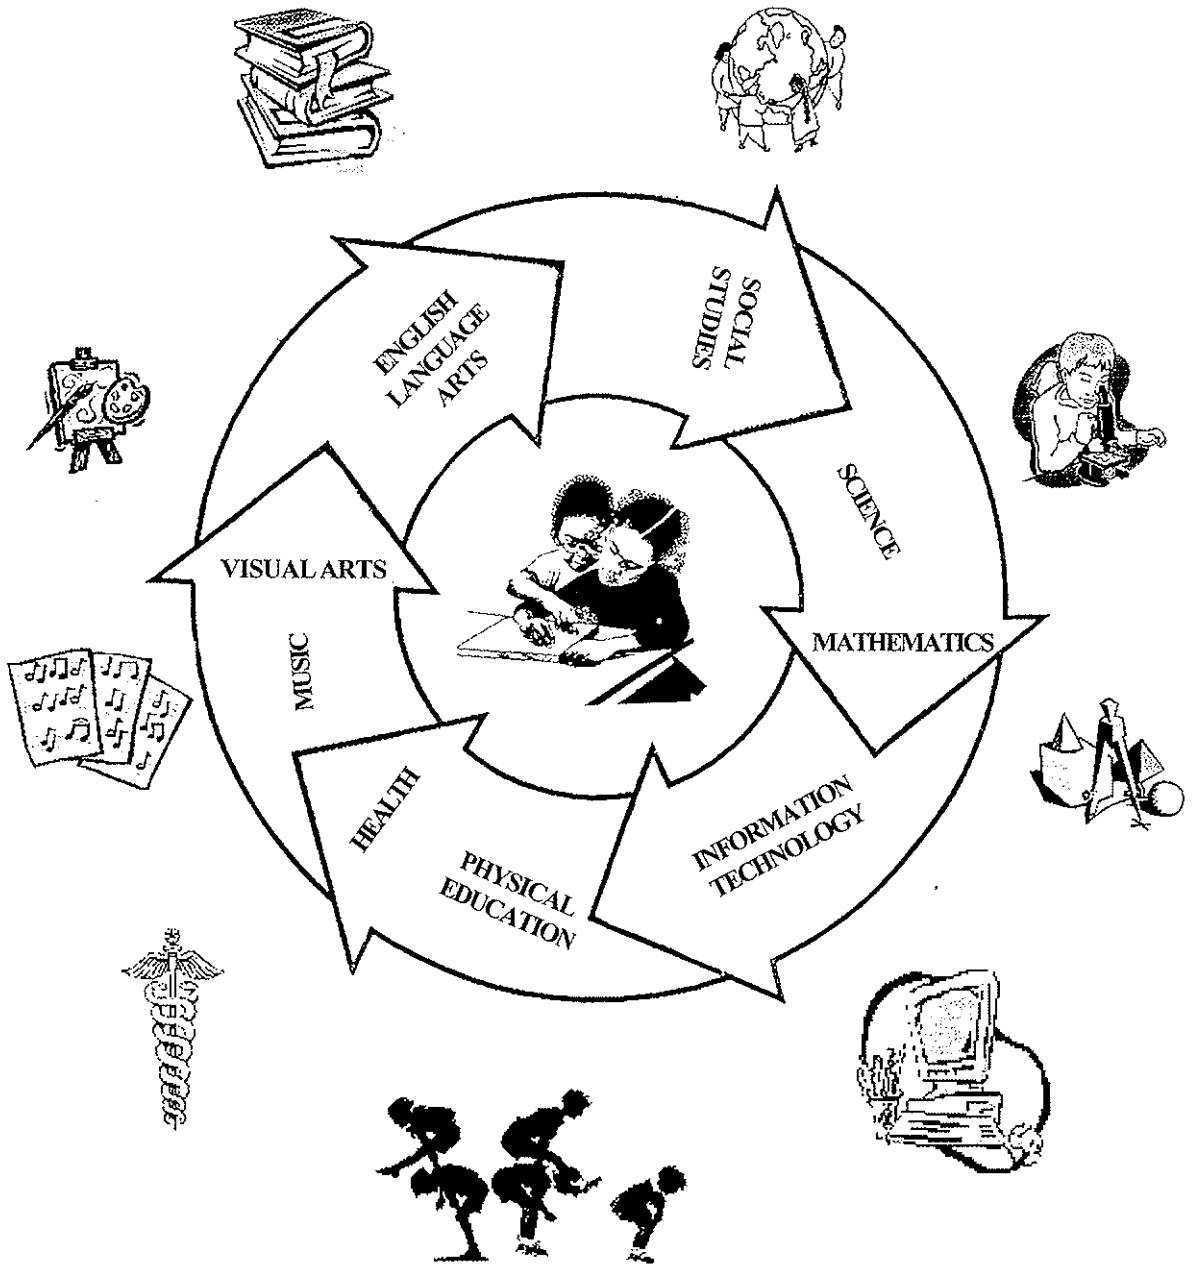 ENGLISH
LANGUAGE
ARTS
SOCIAL
STUDIES
SCIENCE
MATHEMATICS
INFORMATION
TECHNOLOGY
PHYSICAL
EDUCATION
HEALTH
MUSIC
VISUAL ARTS